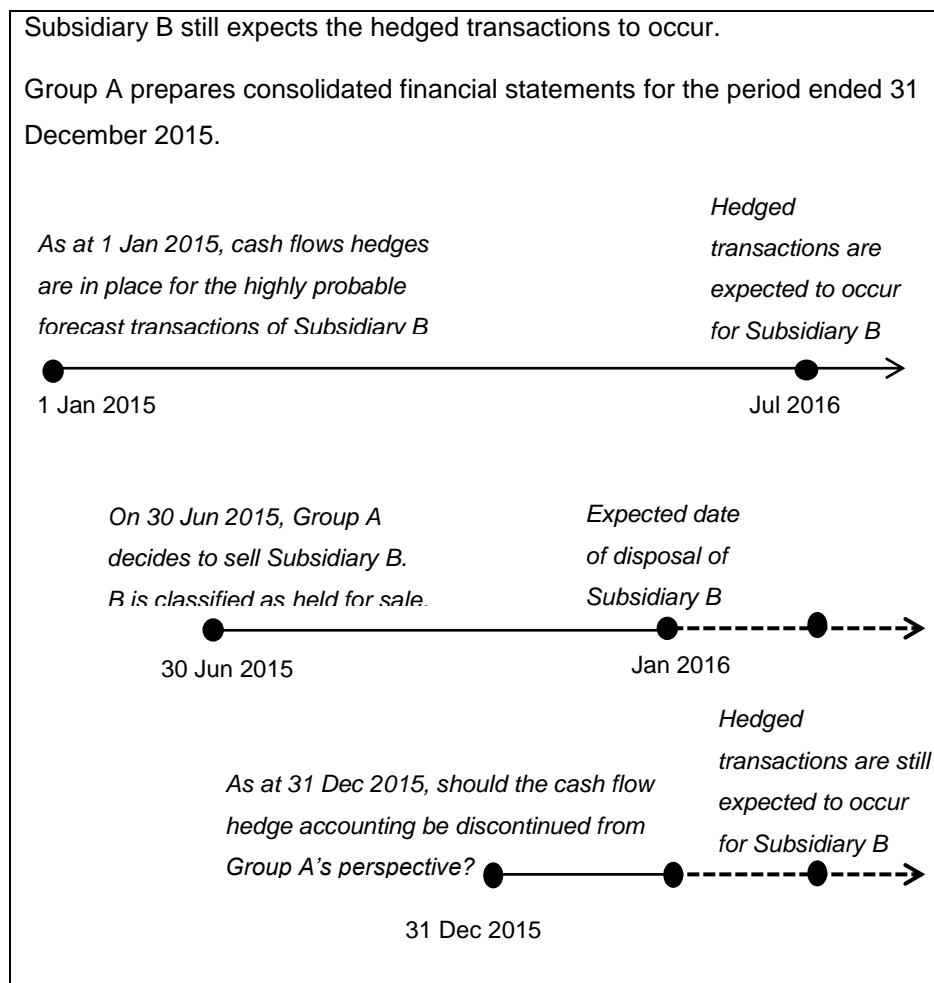 Subsidiary B still expects the hedged transactions to occur.
Group A prepares consolidated financial statements for the period ended 31
December 2015.
Hedged
transactions are
expected to occur
for Subsidiary B
As at 1 Jan 2015, cash flows hedges
are in place for the highly probable
forecast transactions of Subsidiary B
1 Jan 2015
Jul 2016
On 30 Jun 2015, Group A
decides to sell Subsidiary B.
B is classified as held for sale.
Expected date
of disposal of
Subsidiary B
30 Jun 2015
Jan 2016
Hedged
transactions are still
expected to occur
for Subsidiary B
As at 31 Dec 2015, should the cash flow
hedge accounting be discontinued from
Group A’s perspective?
31 Dec 2015